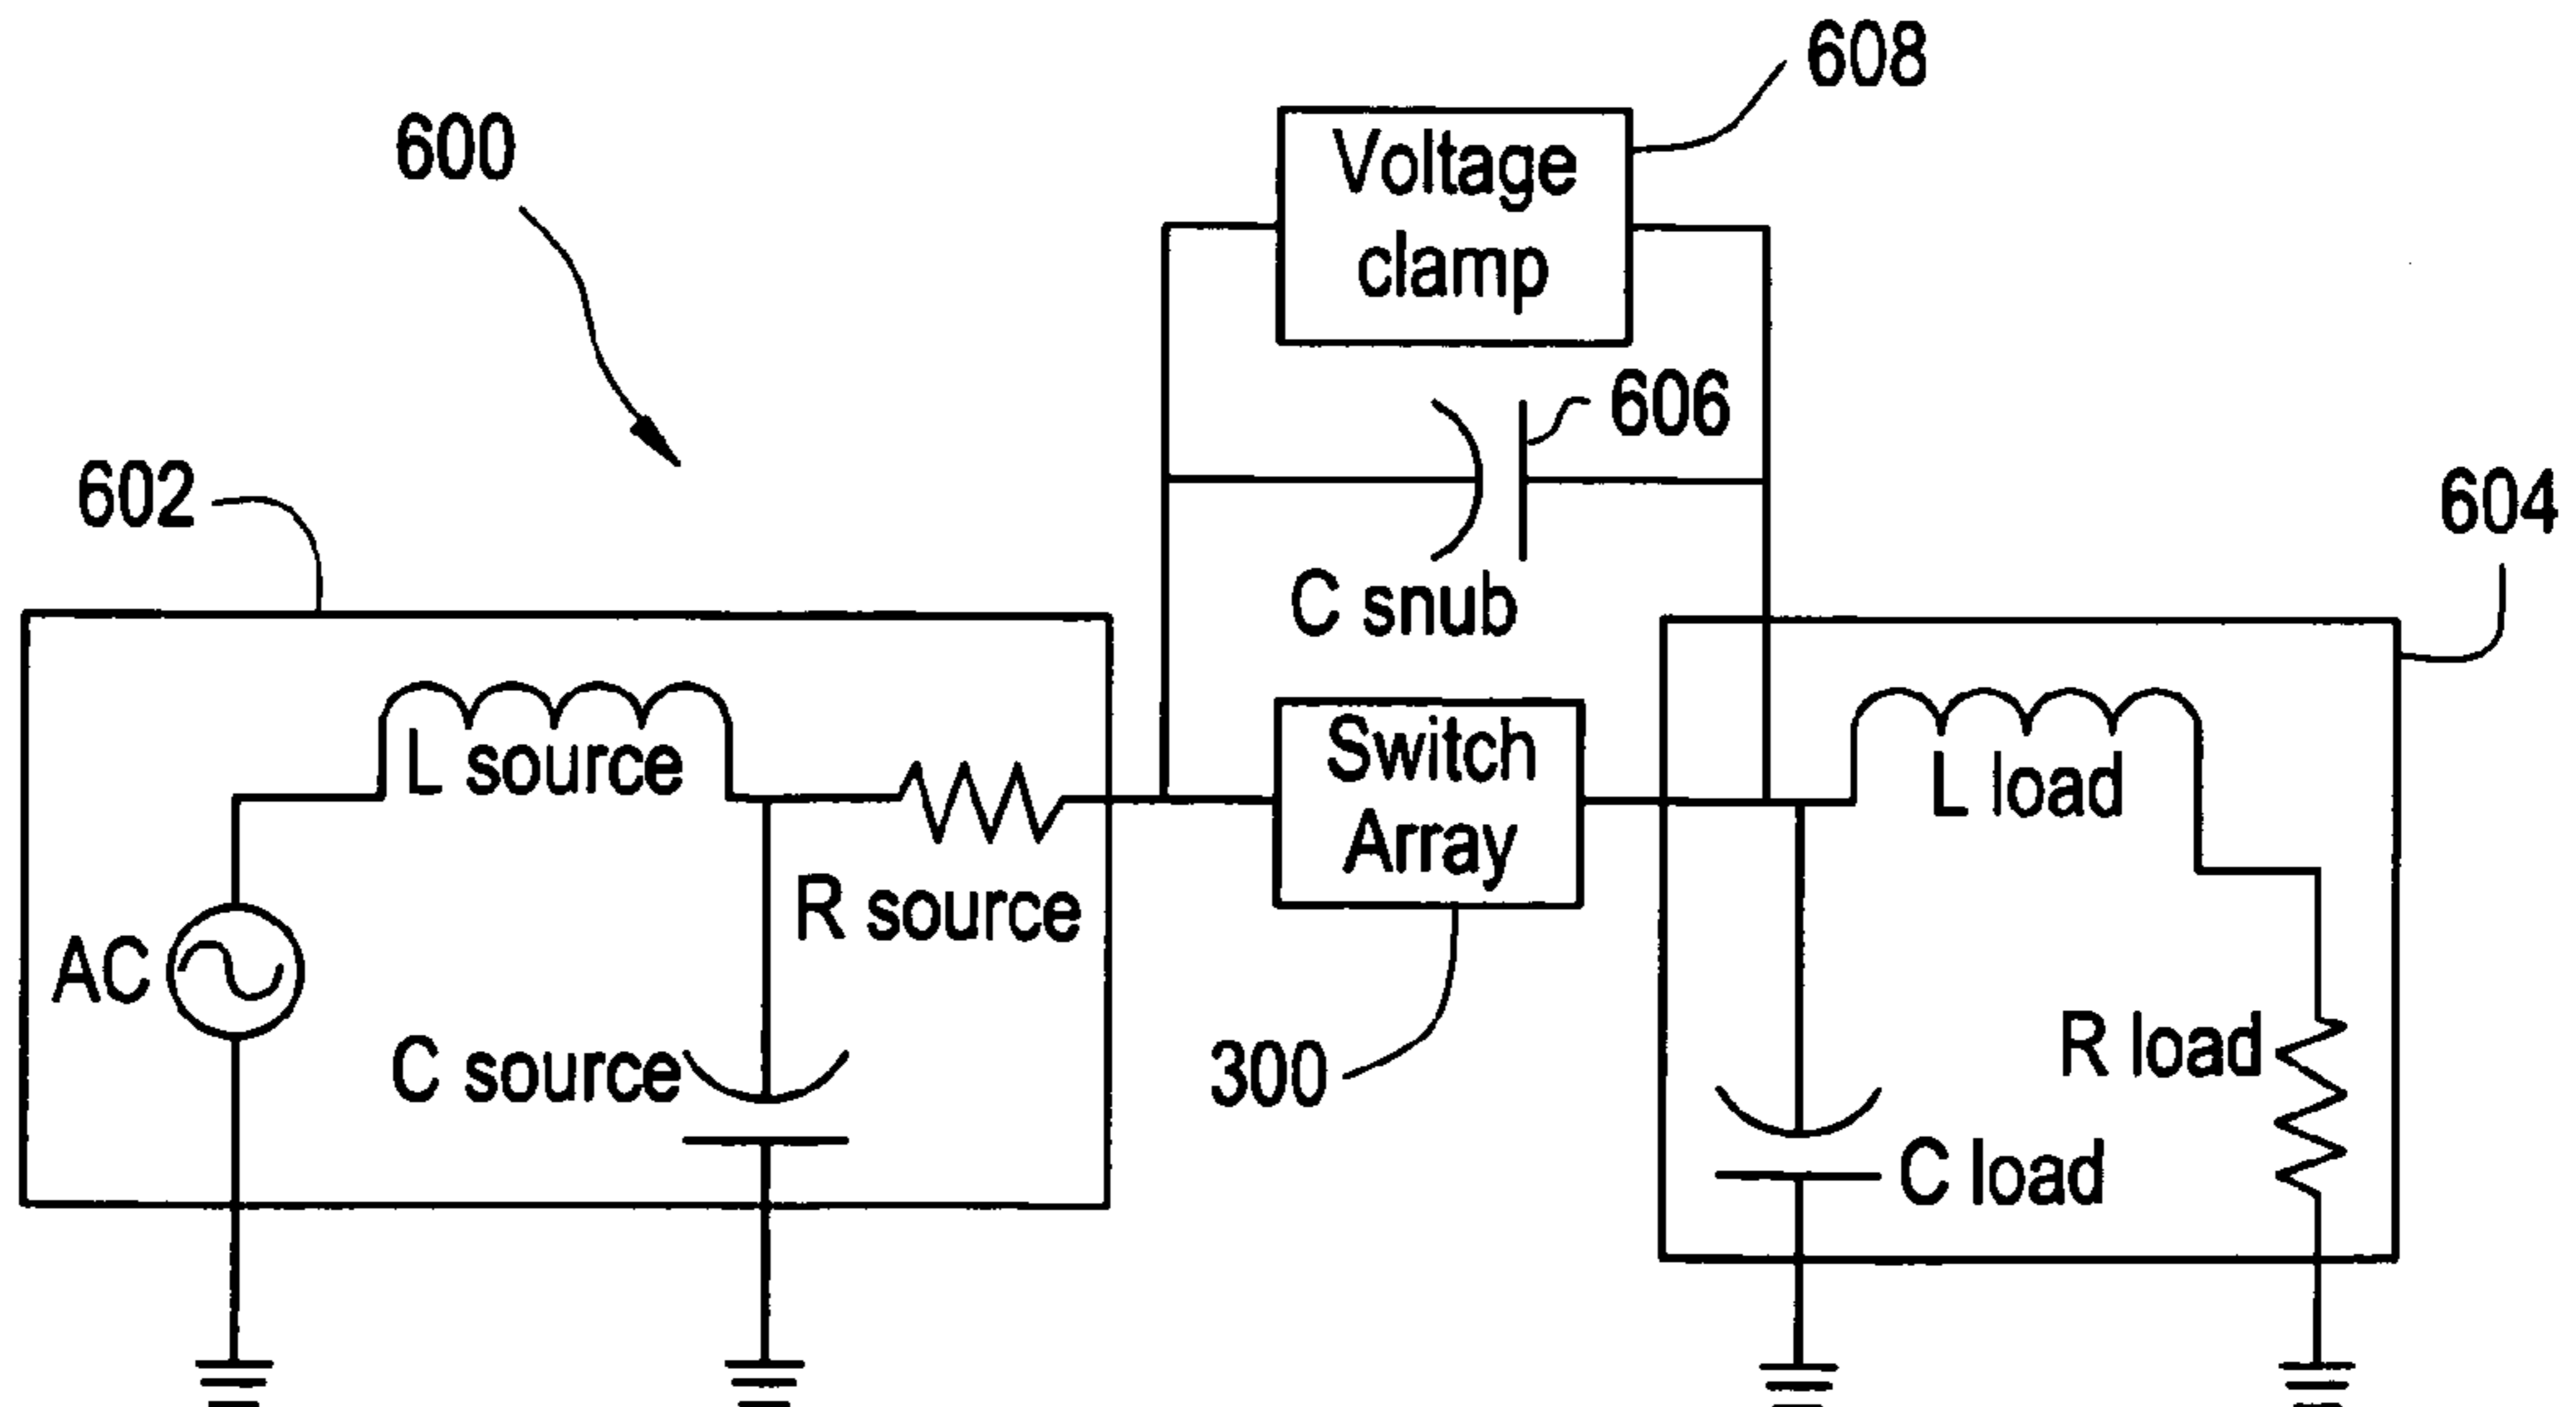 608
Voltage
clamp
600
606
602
604
C snub
L source
Switch
Array
L load
R source
AC
C source
300
R load
C load